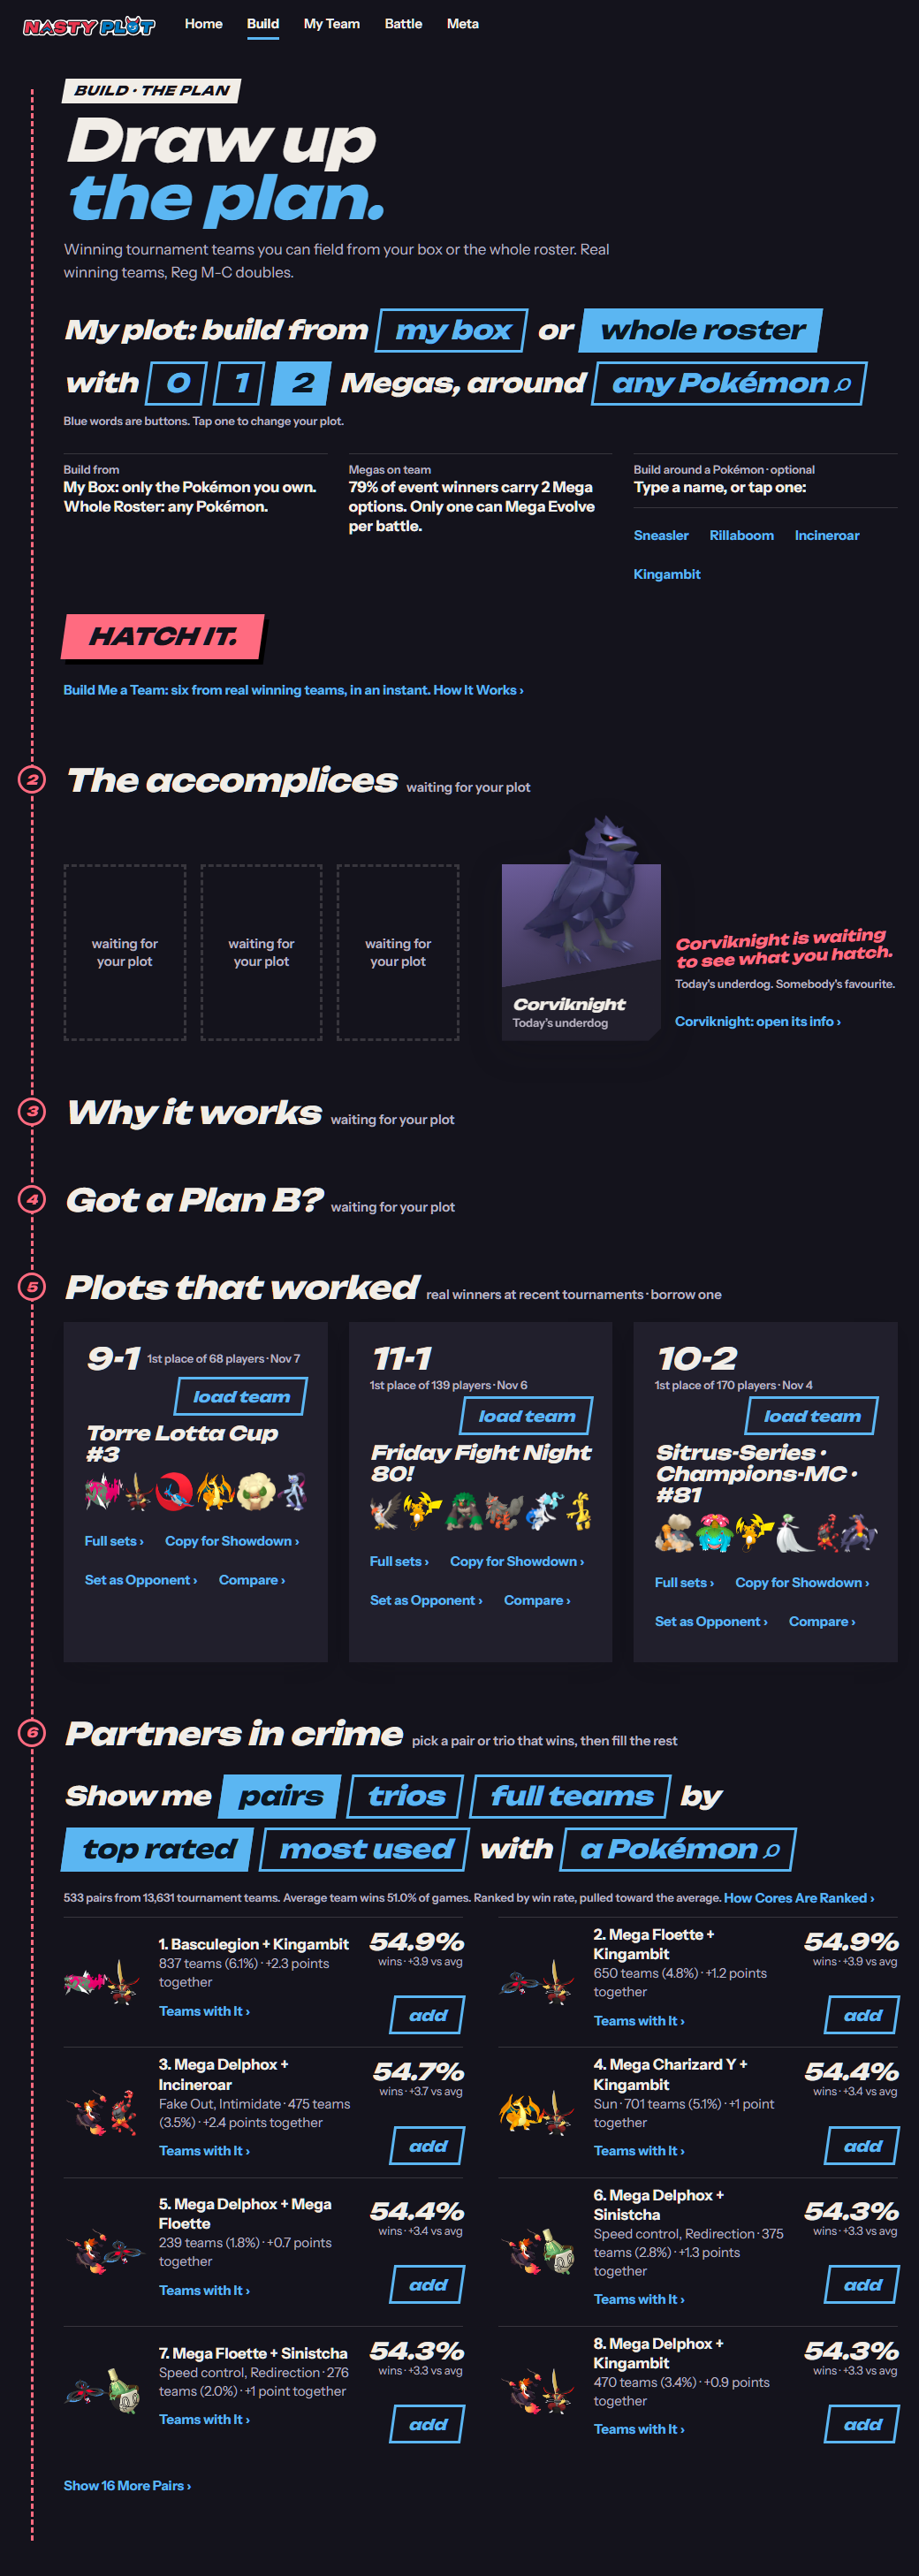 NASTY PLOT
Home
Build
My Team
Battle
Meta
BUILD · THE PLAN
Draw up
the plan.
Winning tournament teams you can field from your box or the whole roster. Real
winning teams, Reg M-C doubles.
My plot: build from my box or whole roster
with 0 1 2 Megas, around any Pokémon
Blue words are buttons. Tap one to change your plot.
Build from
My Box: only the Pokémon you own.
Whole Roster: any Pokémon.
Megas on team
79% of event winners carry 2 Mega
options. Only one can Mega Evolve
per battle.
Build around a Pokémon · optional
Type a name, or tap one:
Sneasler Rillaboom Incineroar
Kingambit
HATCH IT.
Build Me a Team: six from real winning teams, in an instant. How It Works ›
2 The accomplices waiting for your plot
waiting for
your plot
waiting for
your plot
waiting for
your plot
Corviknight
Today's underdog
Corviknight is waiting
to see what you hatch.
Today's underdog. Somebody's favourite.
Corviknight: open its info ›
3 Why it works waiting for your plot
4 Got a Plan B? waiting for your plot
5 Plots that worked real winners at recent tournaments · borrow one
9-1 1st place of 68 players · Nov 7
load team
Torre Lotta Cup
#3
Full sets › Copy for Showdown ›
Set as Opponent › Compare ›
11-1
1st place of 139 players · Nov 6
load team
Friday Fight Night
80!
Full sets › Copy for Showdown ›
Set as Opponent › Compare ›
10-2
1st place of 170 players · Nov 4
load team
Sitrus-Series ·
Champions-MC ·
#81
Full sets › Copy for Showdown ›
Set as Opponent › Compare ›
6 Partners in crime pick a pair or trio that wins, then fill the rest
Show me pairs trios full teams by
top rated most used with a Pokémon
533 pairs from 13,631 tournament teams. Average team wins 51.0% of games. Ranked by win rate, pulled toward the average. How Cores Are Ranked ›
1. Basculegion + Kingambit
837 teams (6.1%) · +2.3 points
together
Teams with It ›
54.9%
wins · +3.9 vs avg
add
2. Mega Floette +
Kingambit
650 teams (4.8%) · +1.2 points
together
Teams with It ›
54.9%
wins · +3.9 vs avg
add
3. Mega Delphox +
Incineroar
Fake Out, Intimidate · 475 teams
(3.5%) · +2.4 points together
Teams with It ›
54.7%
wins · +3.7 vs avg
add
4. Mega Charizard Y +
Kingambit
Sun · 701 teams (5.1%) · +1 point
together
Teams with It ›
54.4%
wins · +3.4 vs avg
add
5. Mega Delphox + Mega
Floette
239 teams (1.8%) · +0.7 points
together
Teams with It ›
54.4%
wins · +3.4 vs avg
add
6. Mega Delphox +
Sinistcha
Speed control, Redirection · 375
teams (2.8%) · +1.3 points
together
Teams with It ›
54.3%
wins · +3.3 vs avg
add
7. Mega Floette + Sinistcha
Speed control, Redirection · 276
teams (2.0%) · +1 point together
Teams with It ›
54.3%
wins · +3.3 vs avg
add
8. Mega Delphox +
Kingambit
470 teams (3.4%) · +0.9 points
together
Teams with It ›
54.3%
wins · +3.3 vs avg
add
Show 16 More Pairs ›